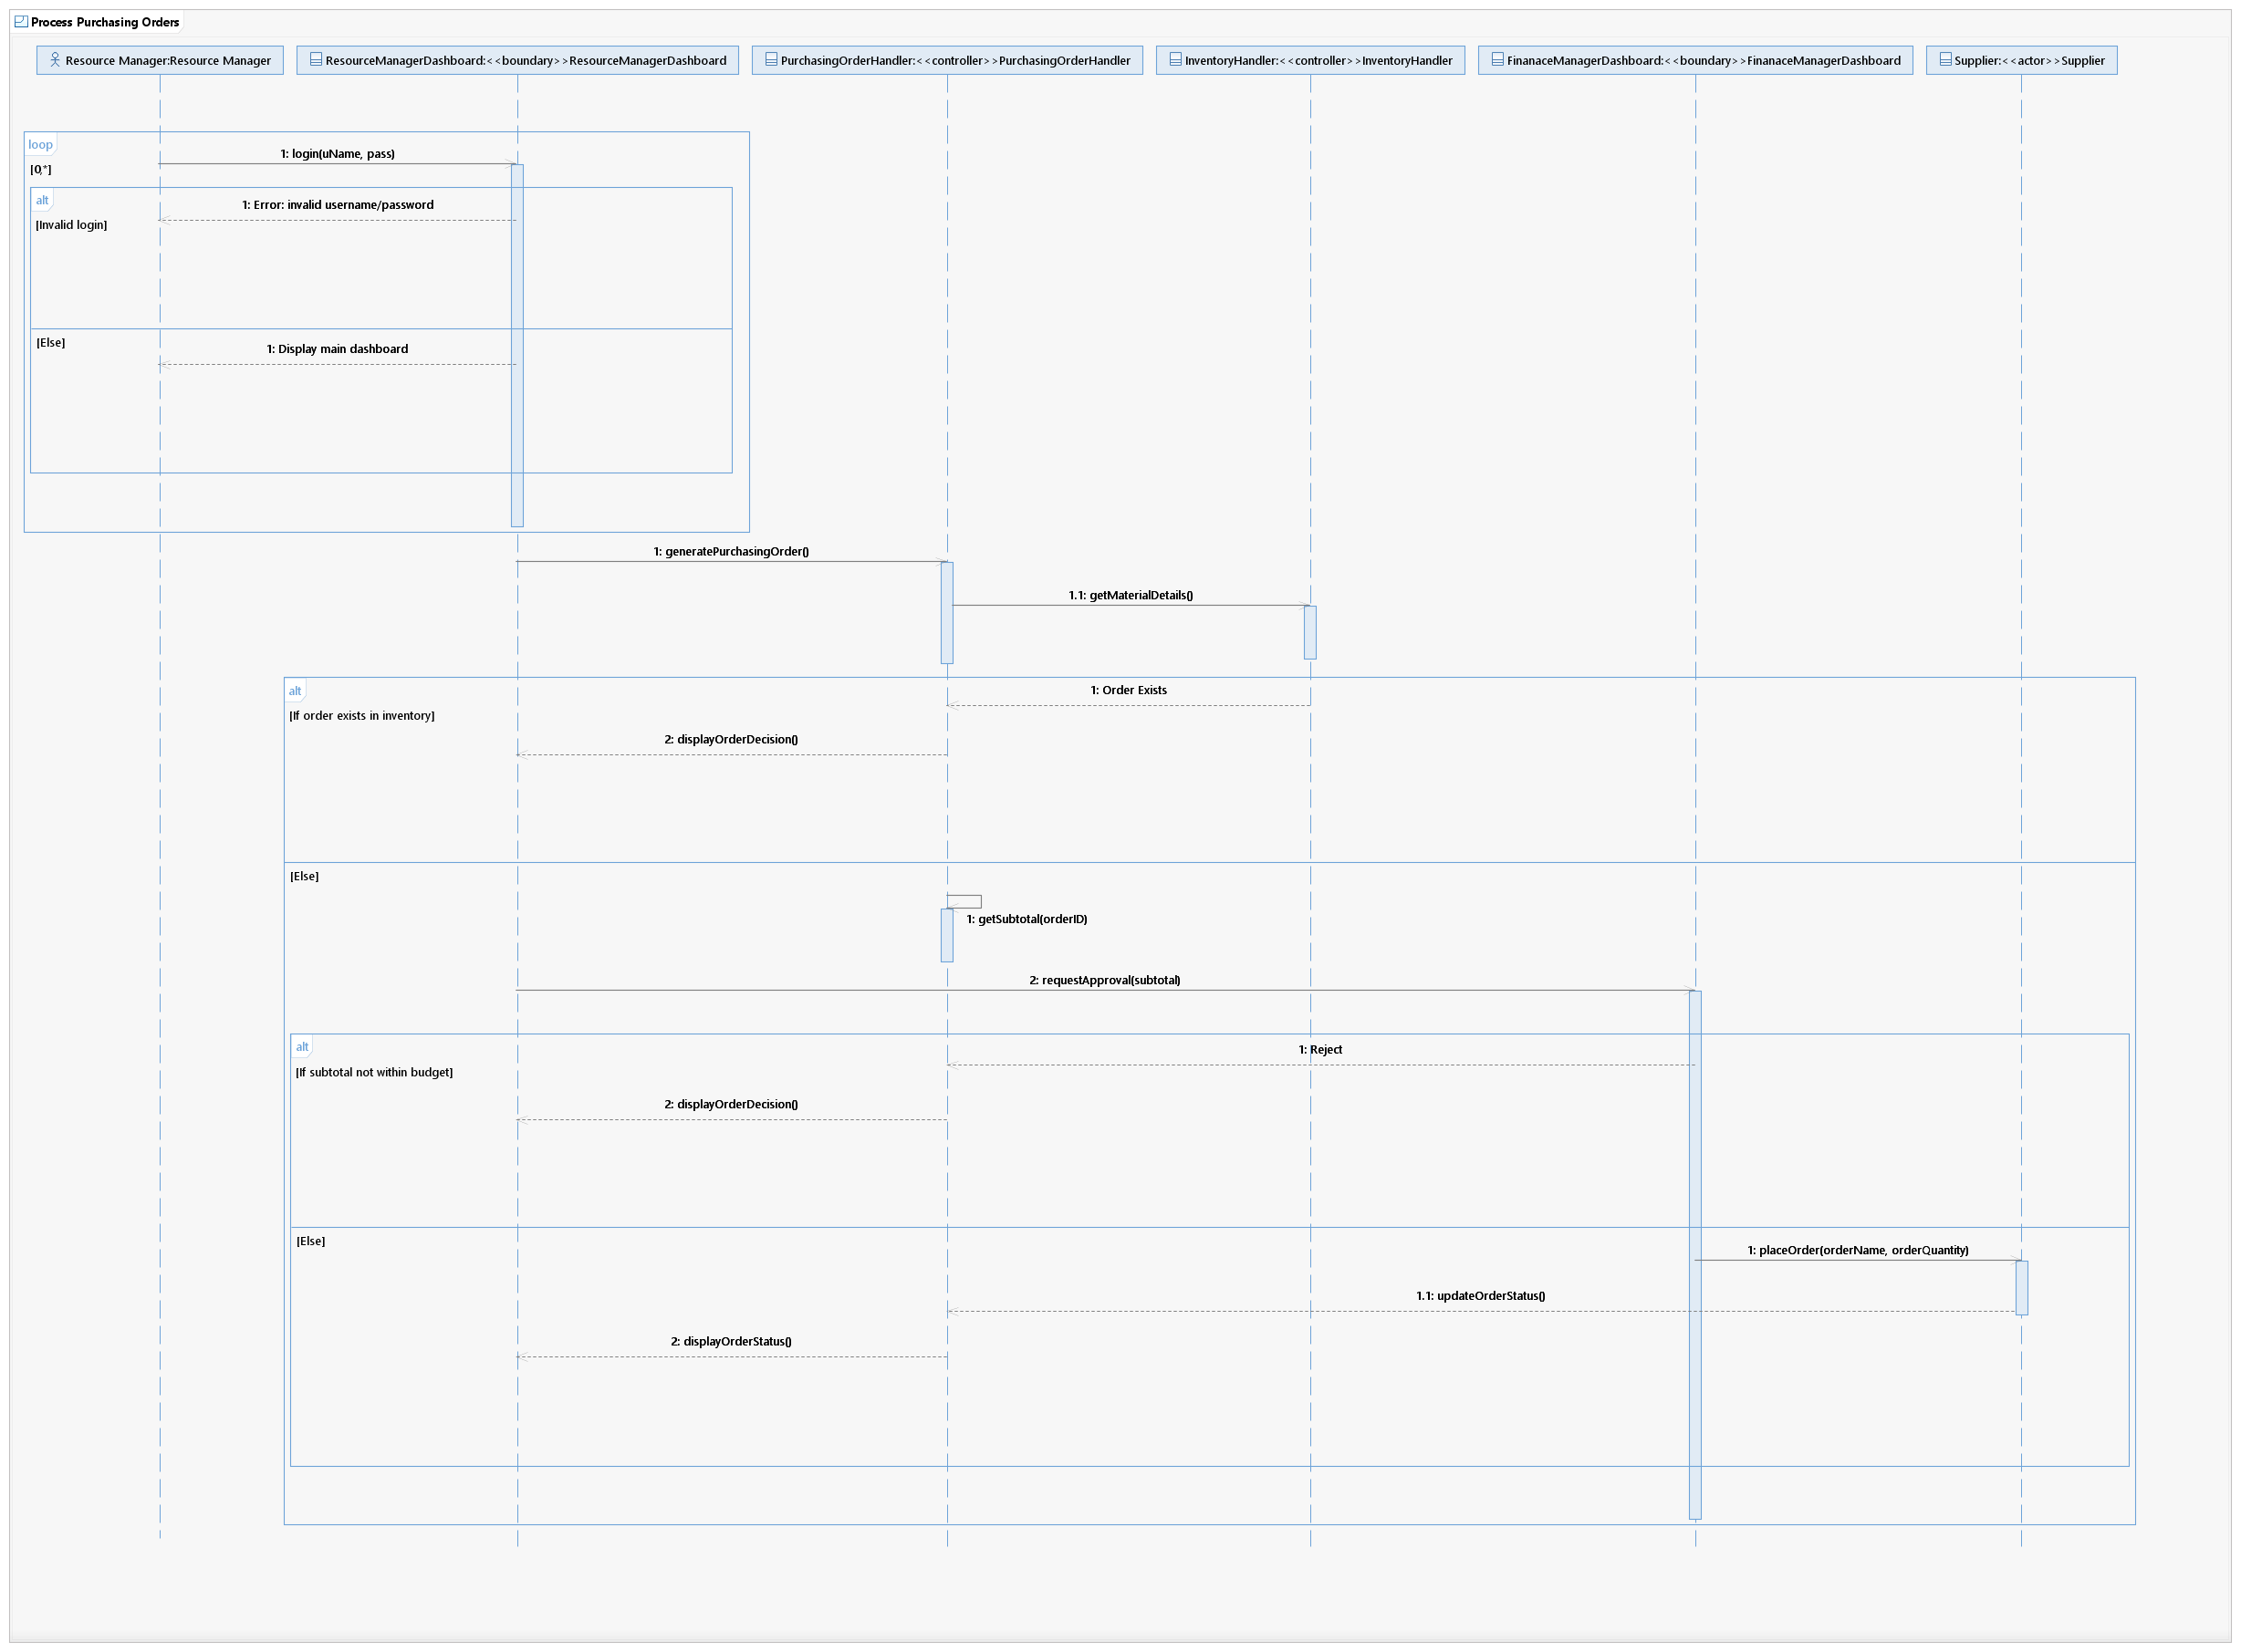 Process Purchasing Orders
Resource Manager:Resource Manager
ResourceManagerDashboard:<<boundary>>ResourceManagerDashboard
PurchasingOrderHandler:<<controller>>PurchasingOrderHandler
InventoryHandler:<<controller>>InventoryHandler
FinanaceManagerDashboard:<<boundary>>FinanaceManagerDashboard
Supplier:<<actor>>Supplier
loop
1: login(uName, pass)
[0,*]
alt
1: Error: invalid username/password
[Invalid login]
[Else]
1: Display main dashboard
1: generatePurchasingOrder()
1.1: getMaterialDetails()
alt
1: Order Exists
[If order exists in inventory]
2: displayOrderDecision()
[Else]
1: getSubtotal(orderID)
2: requestApproval(subtotal)
alt
1: Reject
[If subtotal not within budget]
2: displayOrderDecision()
[Else]
1: placeOrder(orderName, orderQuantity)
1.1: updateOrderStatus()
2: displayOrderStatus()